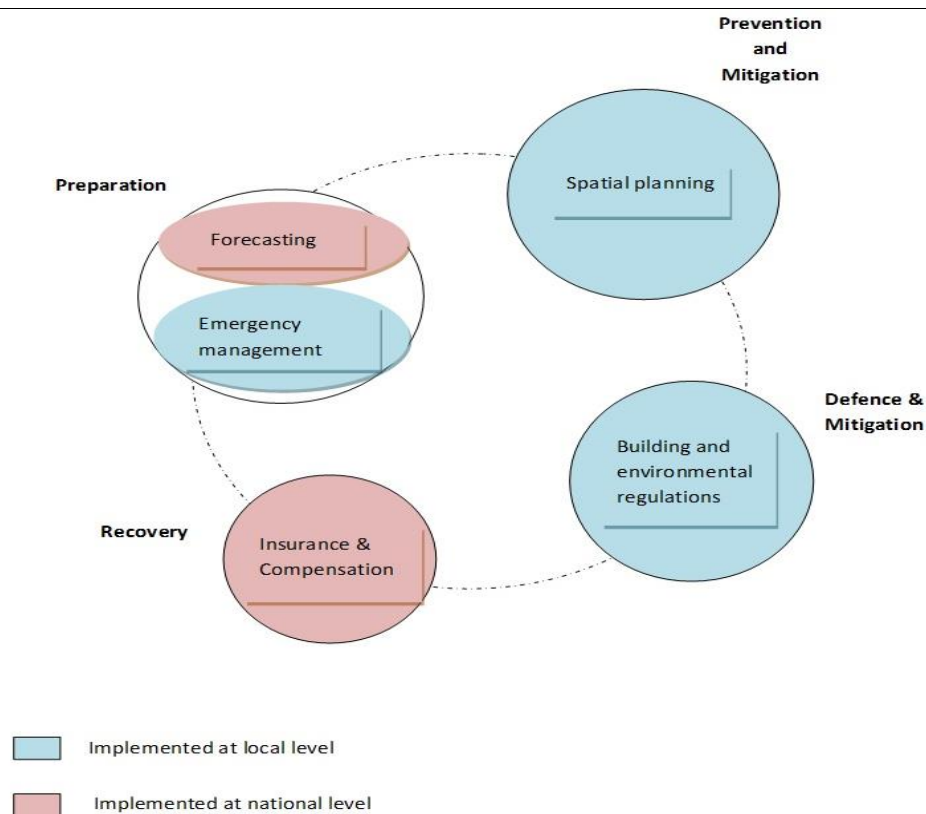 Prevention
and
Mitigation
Spatial planning
Preparation
Forecasting
Emergency
management
Defence &
Mitigation
Building and
environmental
regulations
Recovery
Insurance &
Compensation
Implemented at local level
Implemented at national level